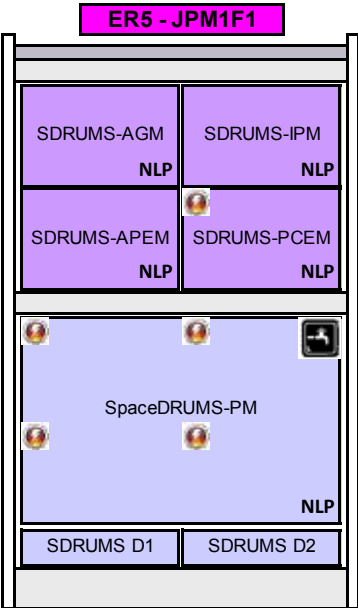 ER5 - JPM1F1
SDRUMS-AGM
NLP
SDRUMS-IPM
NLP
SDRUMS-APEM
NLP
SDRUMS-PCEM
NLP
SpaceDRUMS-PM
NLP
SDRUMS D1
SDRUMS D2